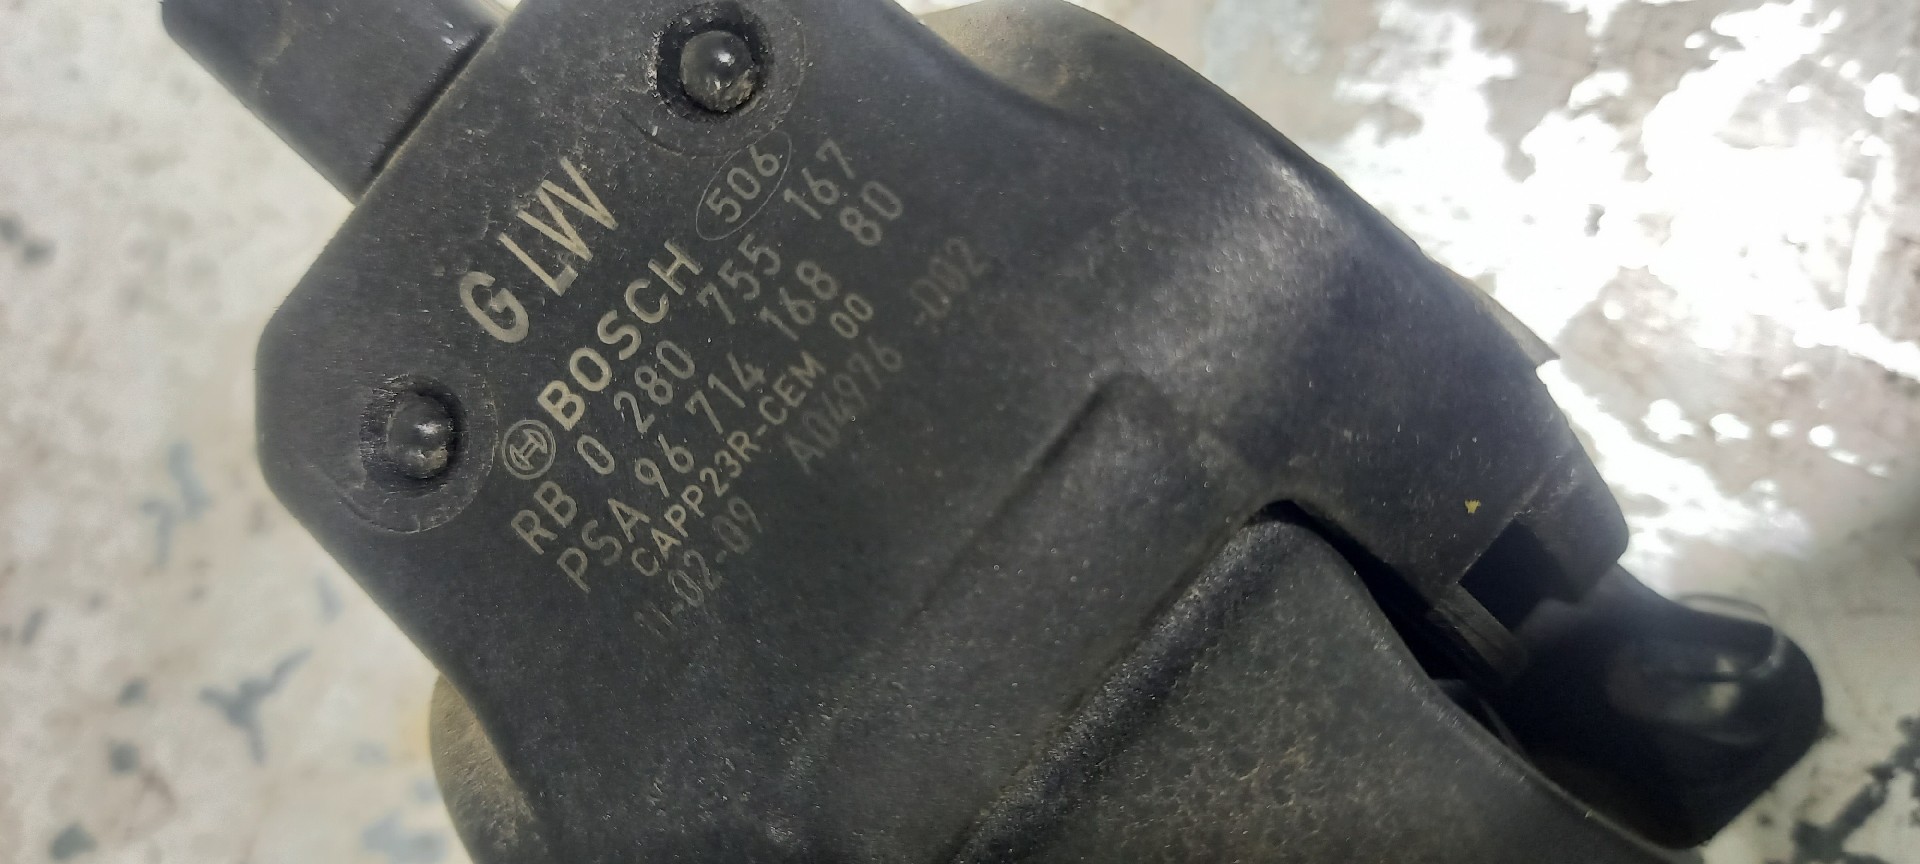 G LW
BOSCH 506
RB 0 280 755 167
PSA 96 714 168 80
CAPP23R-CEM 00
11-02-09 A04976 -D02